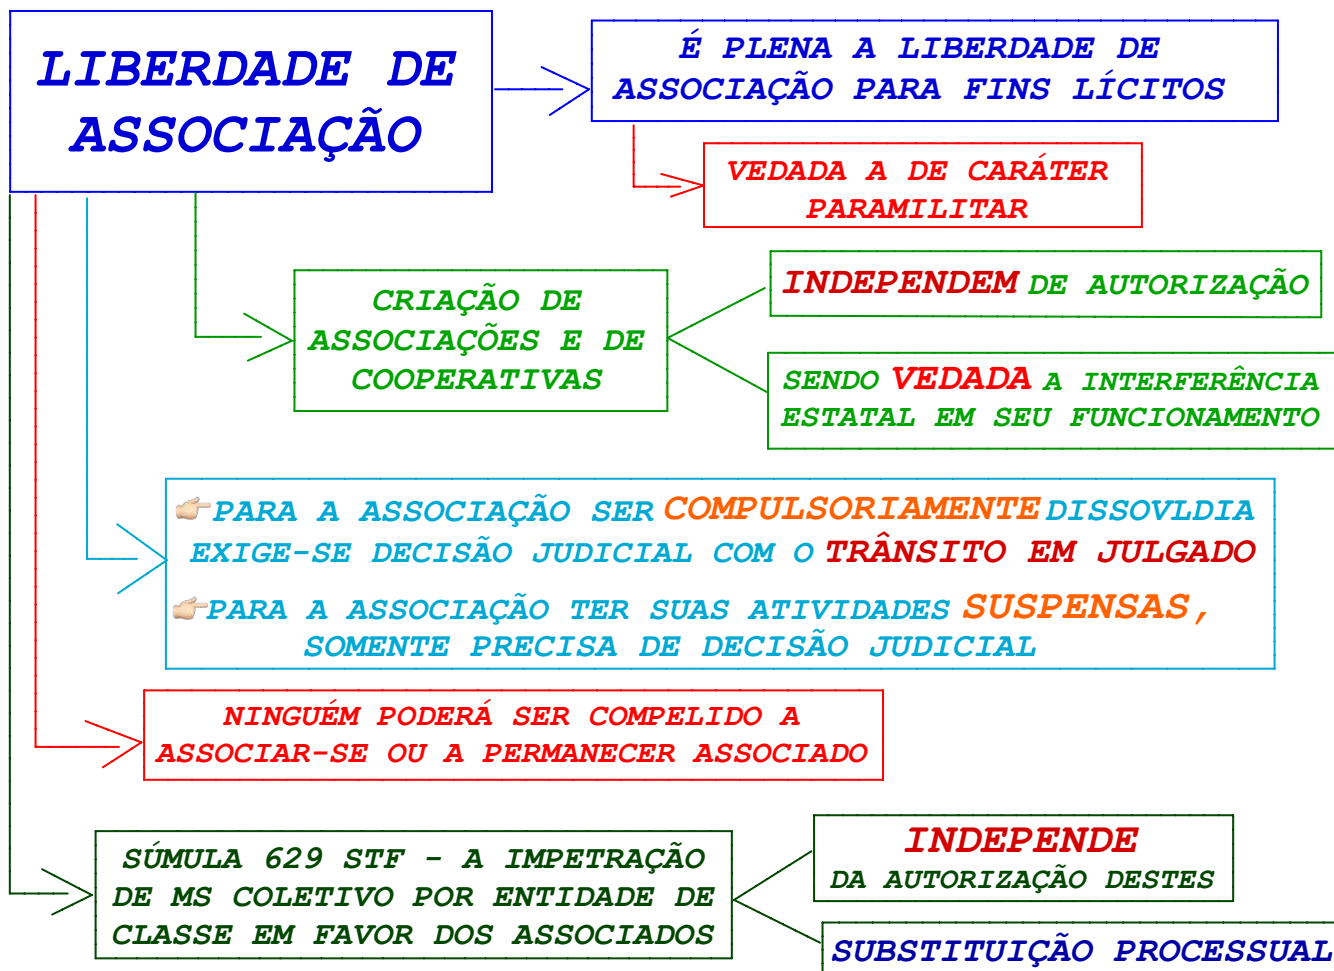 LIBERDADE DE
ASSOCIAÇÃO
É PLENA A LIBERDADE DE
ASSOCIAÇÃO PARA FINS LÍCITOS
VEDADA A DE CARÁTER
PARAMILITAR
CRIAÇÃO DE
ASSOCIAÇÕES E DE
COOPERATIVAS
INDEPENDEM DE AUTORIZAÇÃO
SENDO VEDADA A INTERFERÊNCIA
ESTATAL EM SEU FUNCIONAMENTO
PARA A ASSOCIAÇÃO SER COMPULSORIAMENTE DISSOVLDIA
EXIGE-SE DECISÃO JUDICIAL COM O TRÂNSITO EM JULGADO
PARA A ASSOCIAÇÃO TER SUAS ATIVIDADES SUSPENSAS,
SOMENTE PRECISA DE DECISÃO JUDICIAL
NINGUÉM PODERÁ SER COMPELIDO A
ASSOCIAR-SE OU A PERMANECER ASSOCIADO
SÚMULA 629 STF - A IMPETRAÇÃO
DE MS COLETIVO POR ENTIDADE DE
CLASSE EM FAVOR DOS ASSOCIADOS
INDEPENDE
DA AUTORIZAÇÃO DESTES
SUBSTITUIÇÃO PROCESSUAL